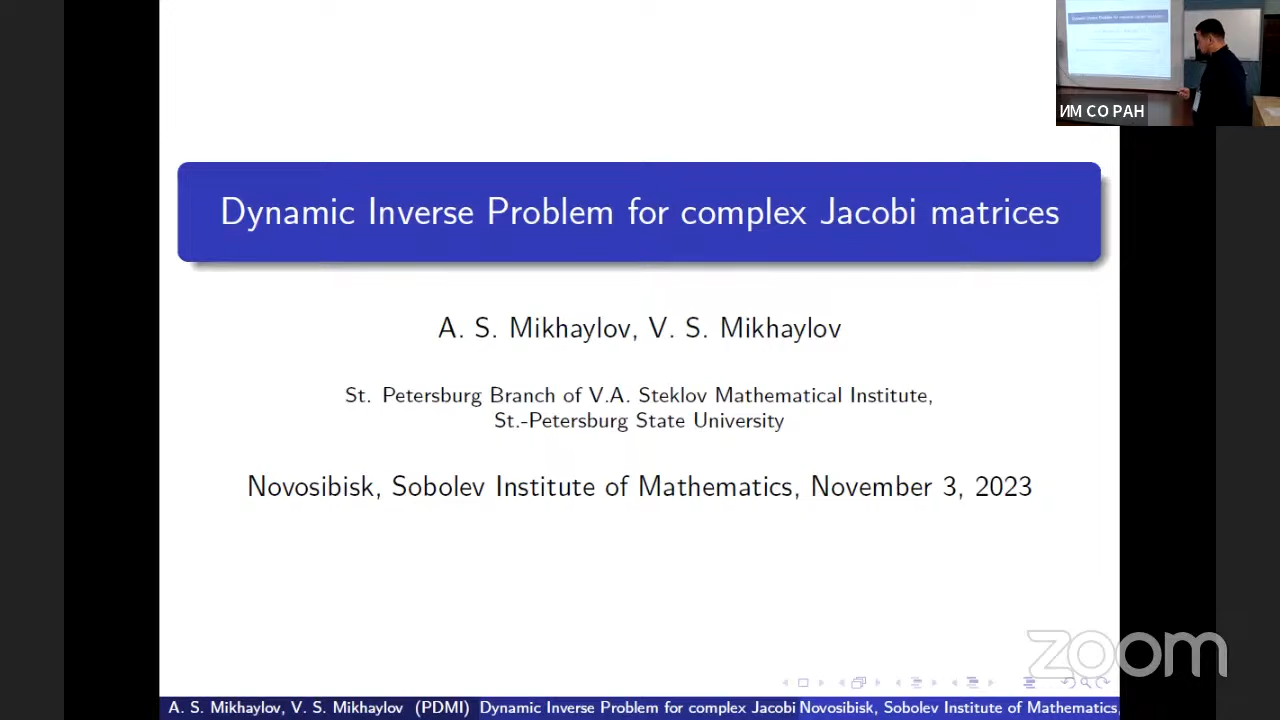 ИМ СО РАН
Dynamic Inverse Problem for complex Jacobi matrices
A. S. Mikhaylov, V. S. Mikhaylov
St. Petersburg Branch of V.A. Steklov Mathematical Institute,
St.-Petersburg State University
Novosibisk, Sobolev Institute of Mathematics, November 3, 2023
zoom
A. S. Mikhaylov, V. S. Mikhaylov (PDMI) Dynamic Inverse Problem for complex Jacobi Novosibisk, Sobolev Institute of Mathematics,